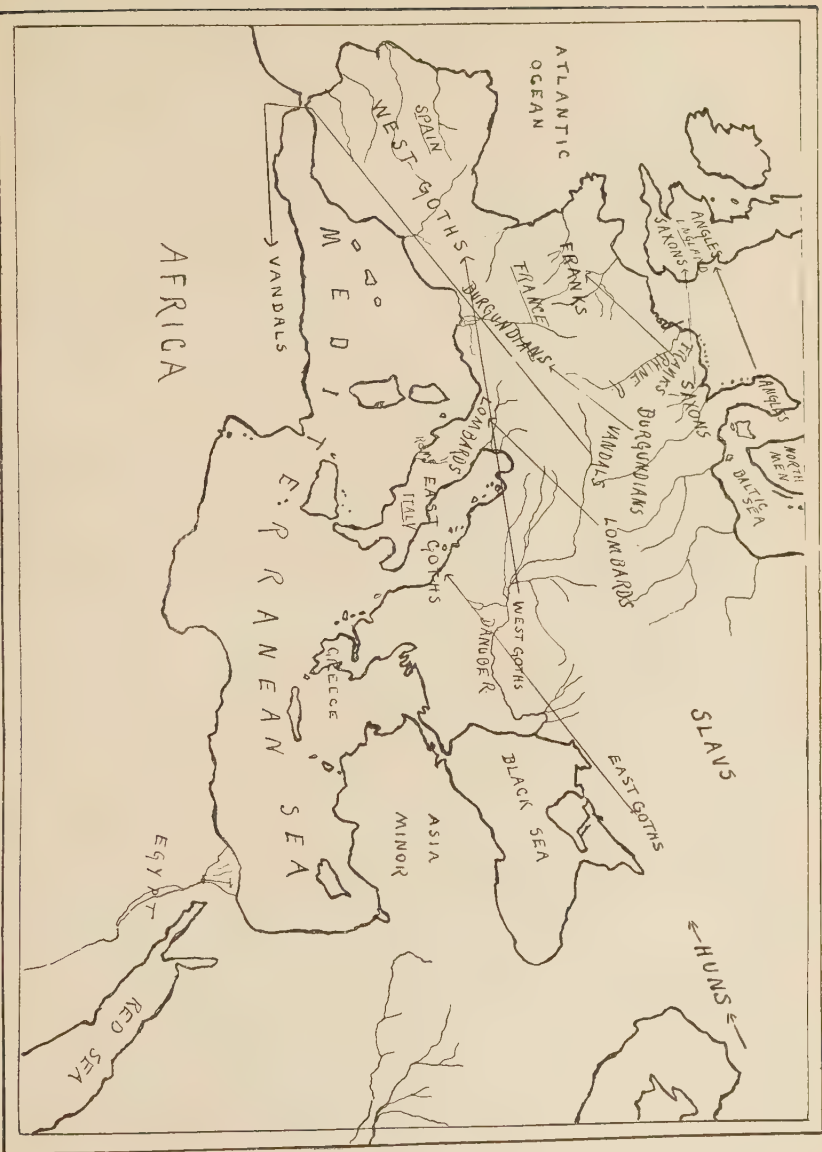 ATLANTIC
OCEAN
ANGLES
ENGLAND
SAXONS
ANGLES
NORTH
MEN
BALTIC
SEA
SAXONS
FRANKS
RHINE
FRANKS
FRANCE
BURGUNDIANS
BURGUNDIANS
VANDALS
LOMBARDS
SLAVS
HUNS
SPAIN
WEST GOTHS
WEST GOTHS
DANUBE R
EAST GOTHS
BLACK SEA
LOMBARDS
EAST GOTHS
ITALY
GREECE
ASIA
MINOR
MEDITERRANEAN SEA
VANDALS
AFRICA
EGYPT
RED
SEA